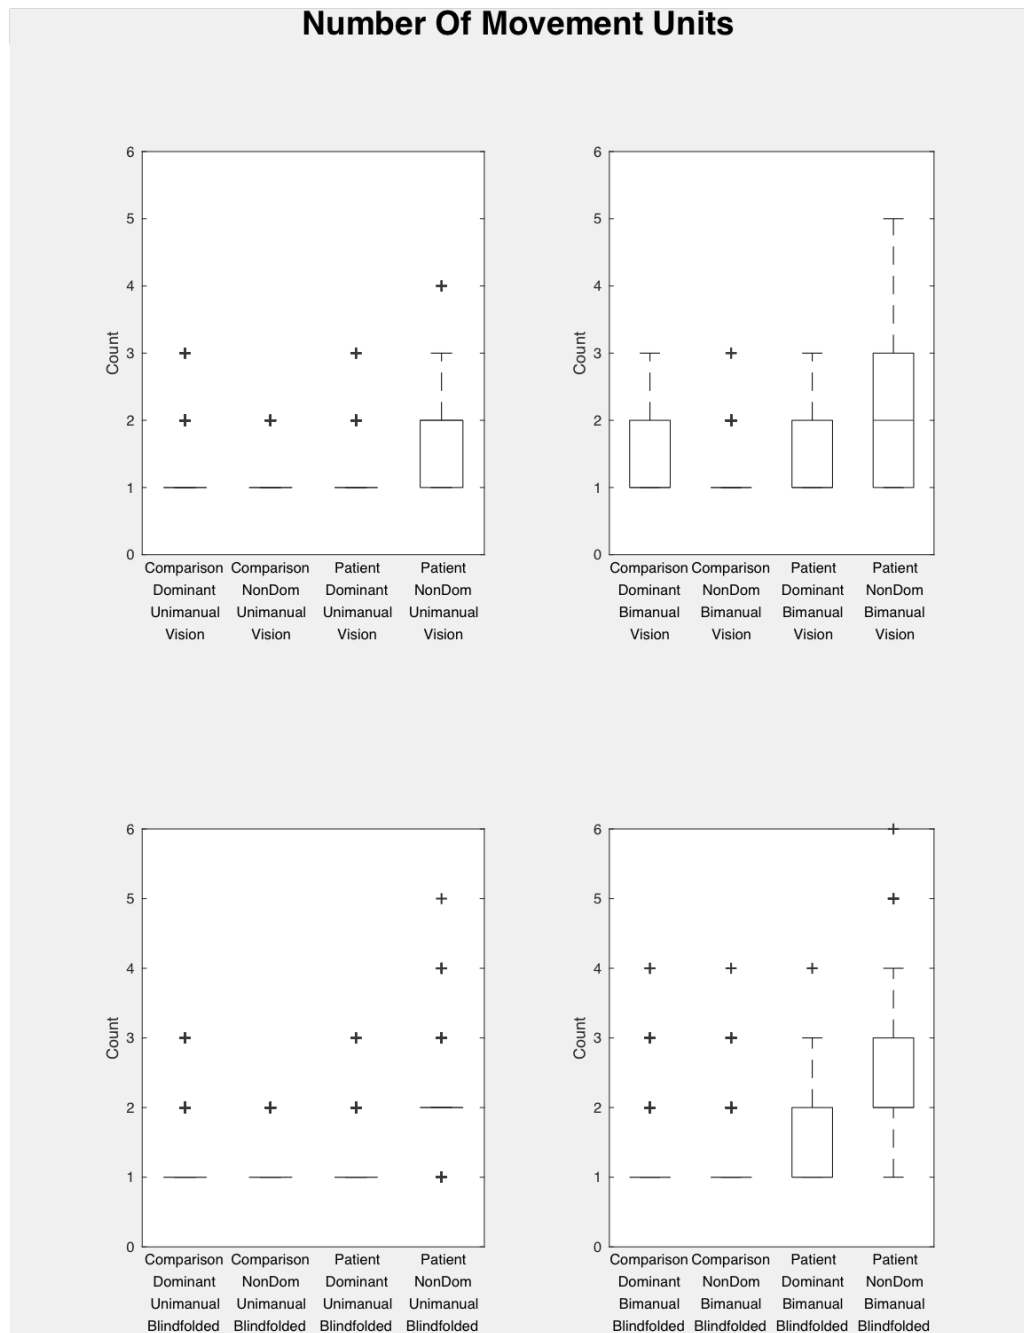 Number Of Movement Units
6
5
4
3
2
1
0
Count
Comparison Comparison Patient Patient
Dominant NonDom Dominant NonDom
Unimanual Unimanual Unimanual Unimanual
Vision Vision Vision Vision
6
5
4
3
2
1
0
Count
Comparison Comparison Patient Patient
Dominant NonDom Dominant NonDom
Bimanual Bimanual Bimanual Bimanual
Vision Vision Vision Vision
6
5
4
3
2
1
0
Count
Comparison Comparison Patient Patient
Dominant NonDom Dominant NonDom
Unimanual Unimanual Unimanual Unimanual
Blindfolded Blindfolded Blindfolded Blindfolded
6
5
4
3
2
1
0
Count
Comparison Comparison Patient Patient
Dominant NonDom Dominant NonDom
Bimanual Bimanual Bimanual Bimanual
Blindfolded Blindfolded Blindfolded Blindfolded